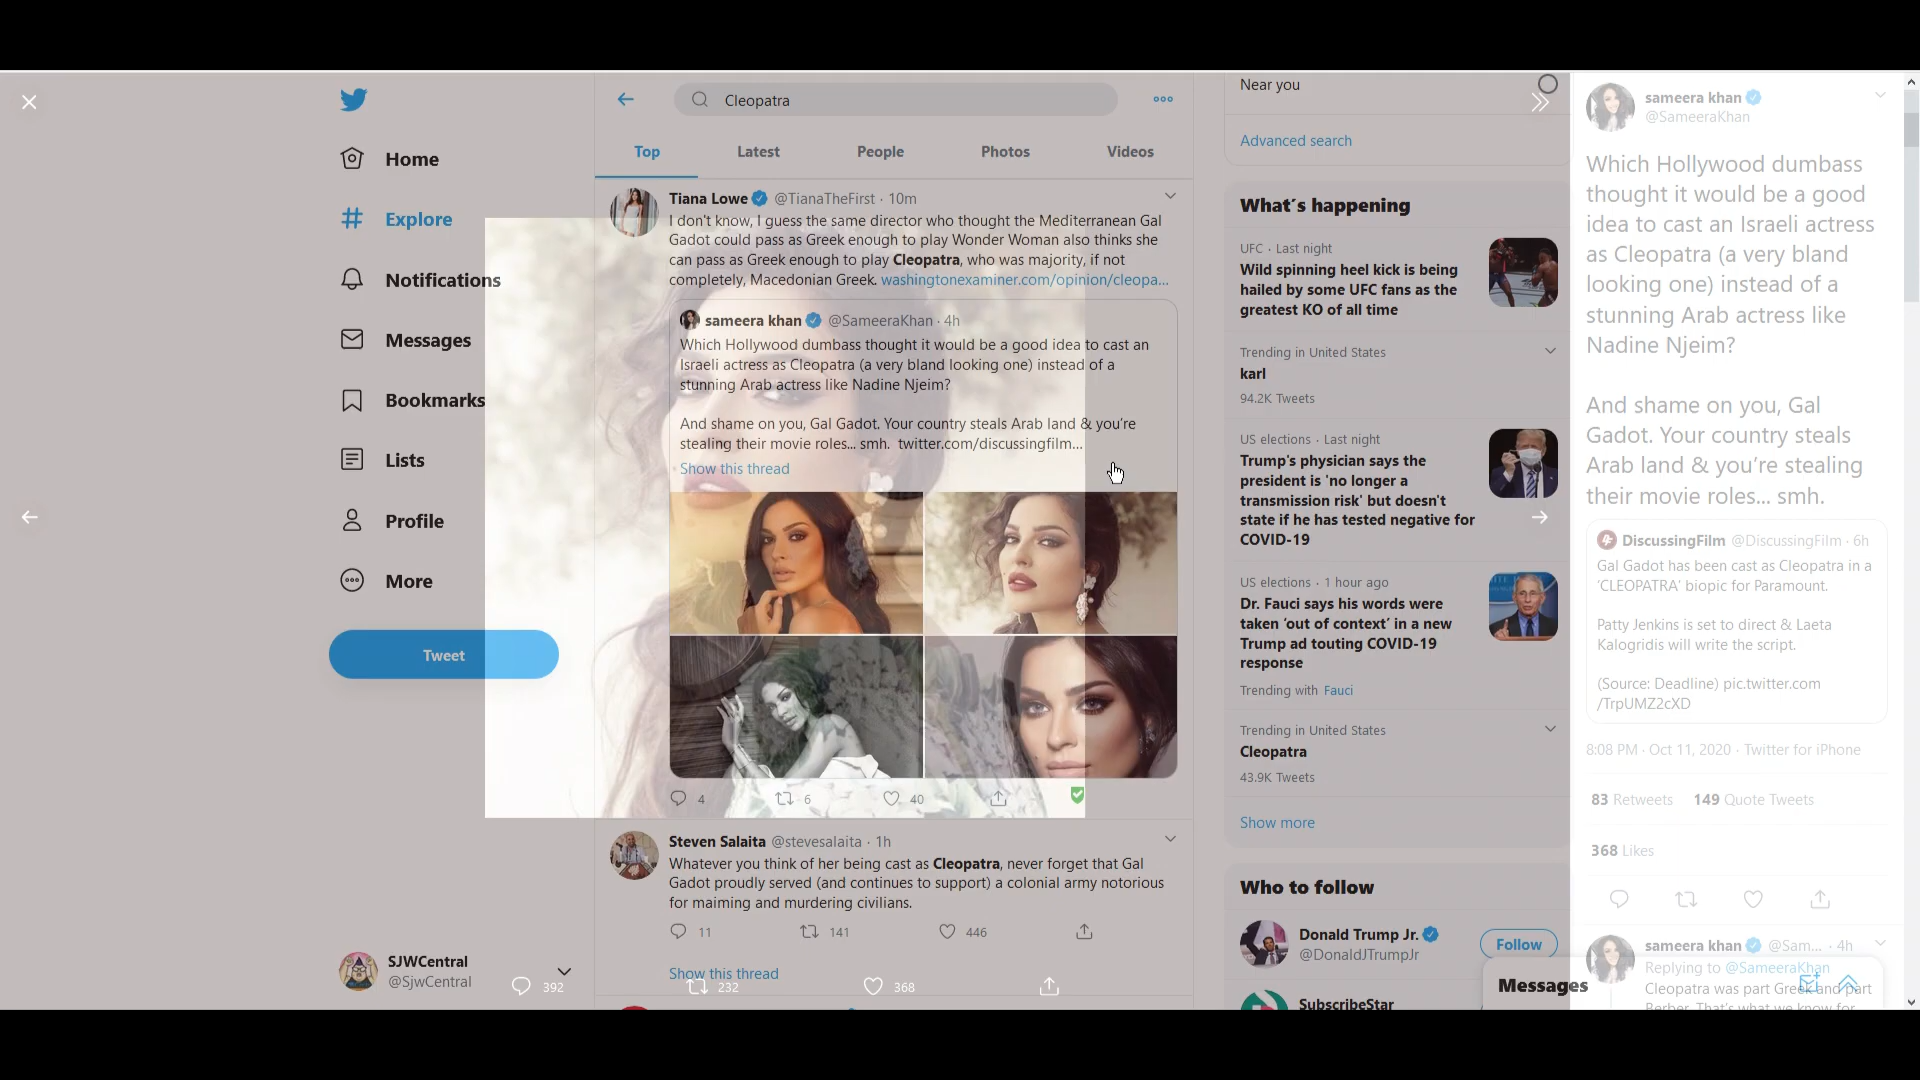 Home
Explore
Notifications
Messages
Bookmarks
Lists
Profile
More
Tweet
SJWCentral
@SjwCentral
Cleopatra
Top
Latest
People
Photos
Videos
Tiana Lowe @TianaTheFirst · 10m
I don't know, I guess the same director who thought the Mediterranean Gal
Gadot could pass as Greek enough to play Wonder Woman also thinks she
can pass as Greek enough to play Cleopatra, who was majority, if not
completely, Macedonian Greek. washingtonexaminer.com/opinion/cleopa...
sameera khan @SameeraKhan · 4h
Which Hollywood dumbass thought it would be a good idea to cast an
Israeli actress as Cleopatra (a very bland looking one) instead of a
stunning Arab actress like Nadine Njeim?
And shame on you, Gal Gadot. Your country steals Arab land & you're
stealing their movie roles... smh. twitter.com/discussingfilm...
Show this thread
4
6
40
Steven Salaita @stevesalaita · 1h
Whatever you think of her being cast as Cleopatra, never forget that Gal
Gadot proudly served (and continues to support) a colonial army notorious
for maiming and murdering civilians.
11
141
446
Show this thread
392
232
368
Near you
Advanced search
What's happening
UFC · Last night
Wild spinning heel kick is being
hailed by some UFC fans as the
greatest KO of all time
Trending in United States
karl
94.2K Tweets
US elections · Last night
Trump's physician says the
president is 'no longer a
transmission risk' but doesn't
state if he has tested negative for
COVID-19
US elections · 1 hour ago
Dr. Fauci says his words were
taken 'out of context' in a new
Trump ad touting COVID-19
response
Trending with Fauci
Trending in United States
Cleopatra
43.9K Tweets
Show more
Who to follow
Donald Trump Jr.
@DonaldJTrumpJr
Follow
SubscribeStar
Messages
sameera khan
@SameeraKhan
Which Hollywood dumbass
thought it would be a good
idea to cast an Israeli actress
as Cleopatra (a very bland
looking one) instead of a
stunning Arab actress like
Nadine Njeim?
And shame on you, Gal
Gadot. Your country steals
Arab land & you're stealing
their movie roles... smh.
DiscussingFilm @DiscussingFilm · 6h
Gal Gadot has been cast as Cleopatra in a
'CLEOPATRA' biopic for Paramount.
Patty Jenkins is set to direct & Laeta
Kalogridis will write the script.
(Source: Deadline) pic.twitter.com
/TrpUMZ2cXD
8:08 PM · Oct 11, 2020 · Twitter for iPhone
83 Retweets 149 Quote Tweets
368 Likes
sameera khan @Sam... · 4h
Replying to @SameeraKhan
Cleopatra was part Greek and part
Berber. That's what we know for